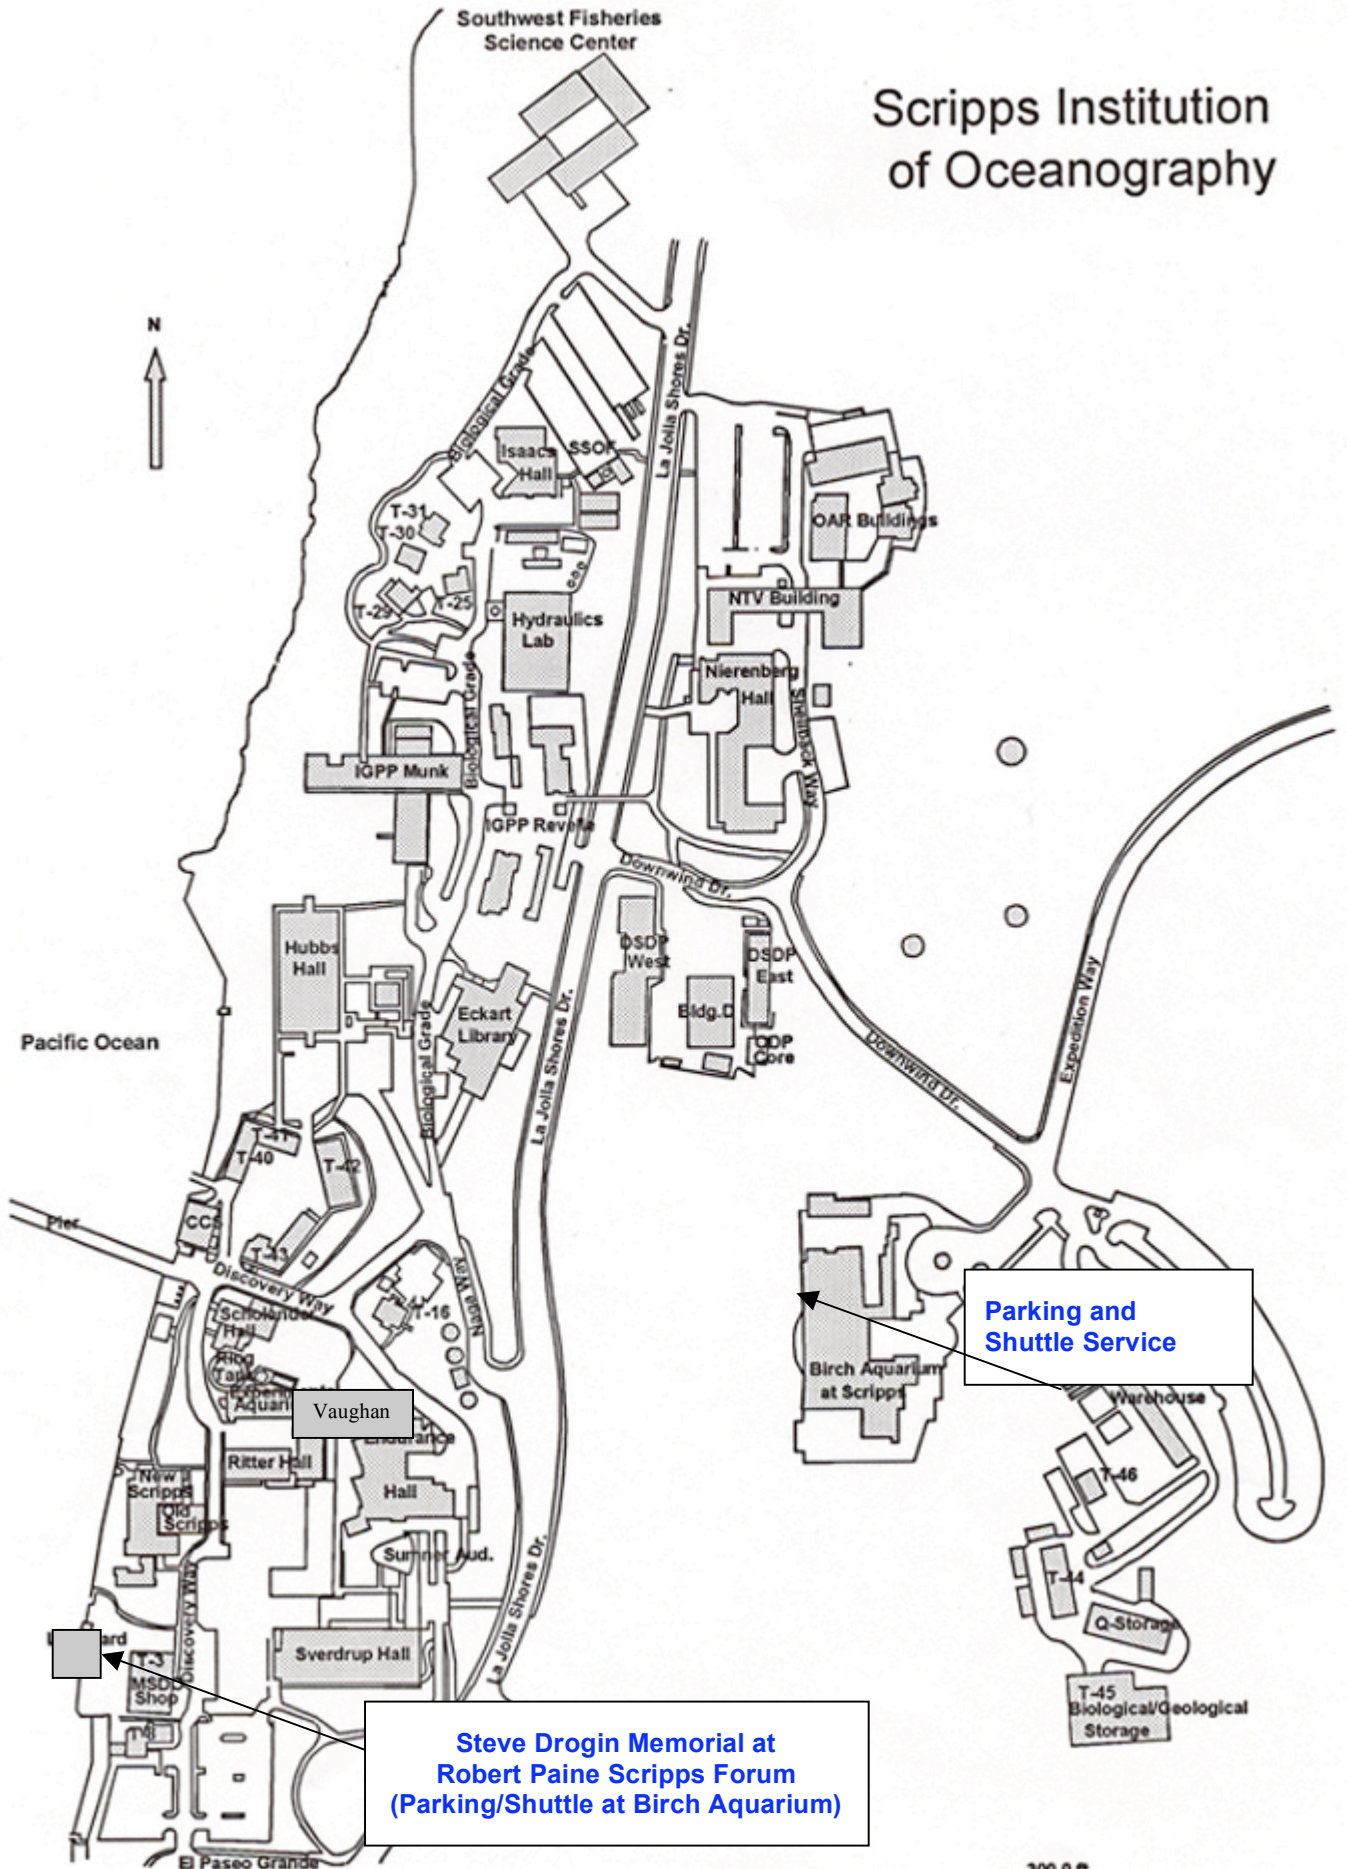 Southwest Fisheries
Science Center
Scripps Institution
of Oceanography
N
La Jolla Shores Dr.
Biological Grade
Isaacs
Hall
SSOF
T-31
T-30
T-29
T-25
OAR Buildings
NTV Building
Hydraulics
Lab
Nierenberg
Hall
Shellback Way
Biological Grade
IGPP Munk
IGPP Revelle
Downwind Dr.
Hubbs
Hall
DSDP
West
DSDP
East
Bldg.D
ODP
Core
Eckart
Library
Biological Grade
La Jolla Shores Dr.
Pacific Ocean
Downwind Dr.
Expedition Way
T-41
T-40
T-42
CCS
Pier
T-43
Discovery Way
Naga Way
T-16
Scholander
Hall
Ring
Tank
Vaughan
Endurance
Hall
Ritter Hall
Parking and
Shuttle Service
Birch Aquarium
at Scripps
Warehouse
T-46
New
Scripps
Old
Scripps
Sumner Aud.
Discovery Way
La Jolla Shores Dr.
T-44
Q-Storage
Sverdrup Hall
T-3
MSDD
Shop
T-8
T-45
Biological/Geological
Storage
Steve Drogin Memorial at
Robert Paine Scripps Forum
(Parking/Shuttle at Birch Aquarium)
El Paseo Grande